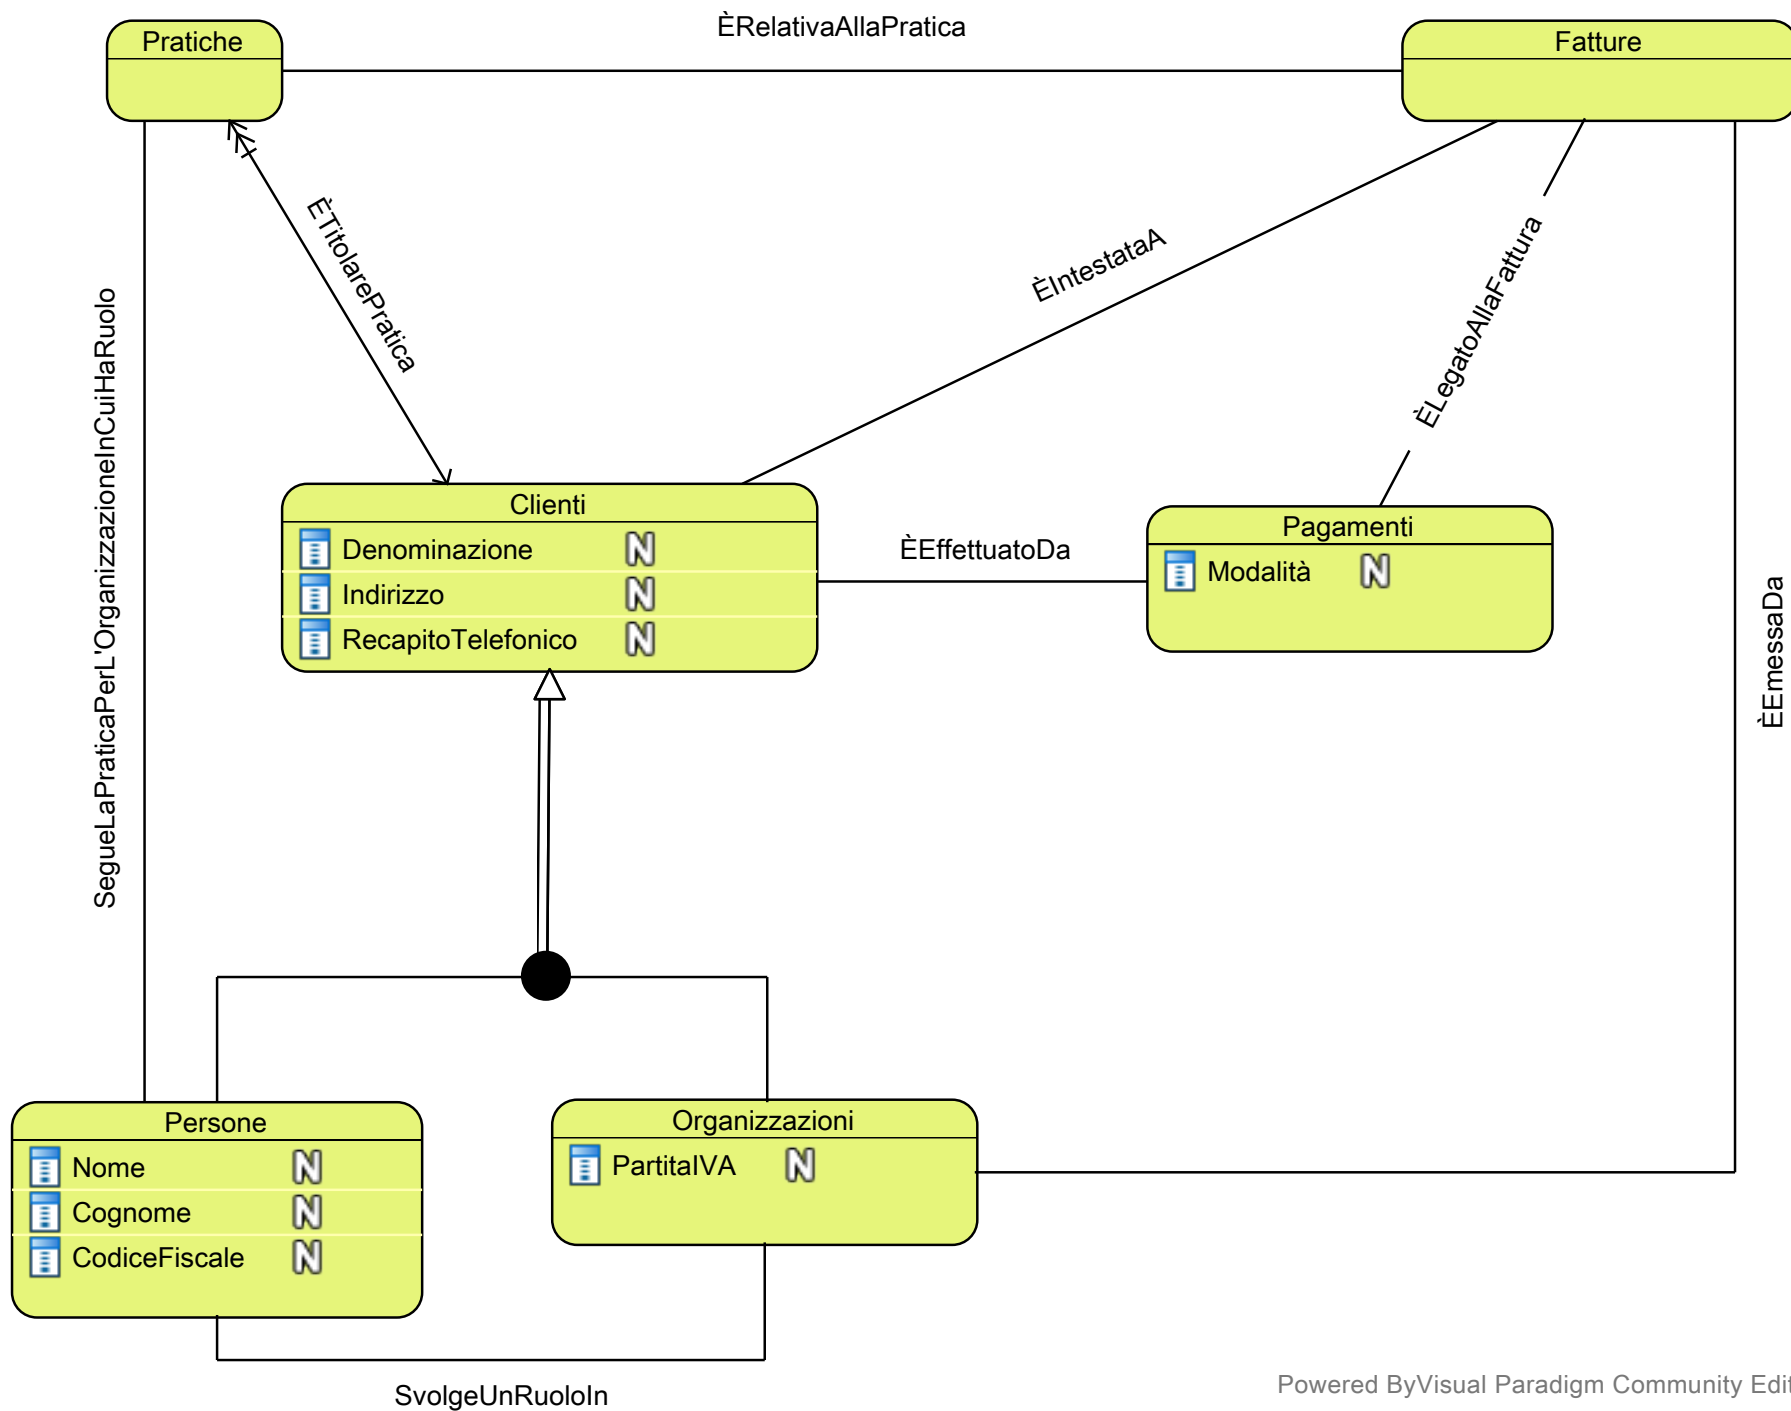 ÈRelativaAllaPratica
Pratiche
Fatture
ÈTitolarePratica
ÈIntestataA
ÈLegatoAllaFattura
SegueLaPraticaPerL'OrganizzazioneInCuiHaRuolo
Clienti
Denominazione N
Indirizzo N
RecapitoTelefonico N
ÈEffettuatoDa
Pagamenti
Modalità N
ÈEmessaDa
Persone
Nome N
Cognome N
CodiceFiscale N
Organizzazioni
PartitaIVA N
SvolgeUnRuoloIn
Powered ByVisual Paradigm Community Edit